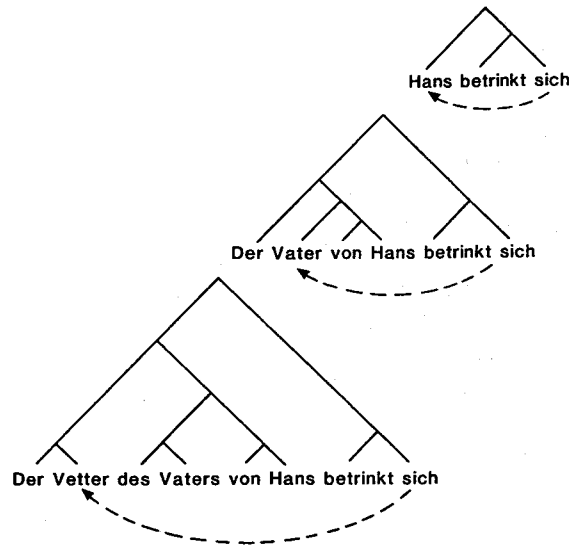 Hans betrinkt sich
Der Vater von Hans betrinkt sich
Der Vetter des Vaters von Hans betrinkt sich